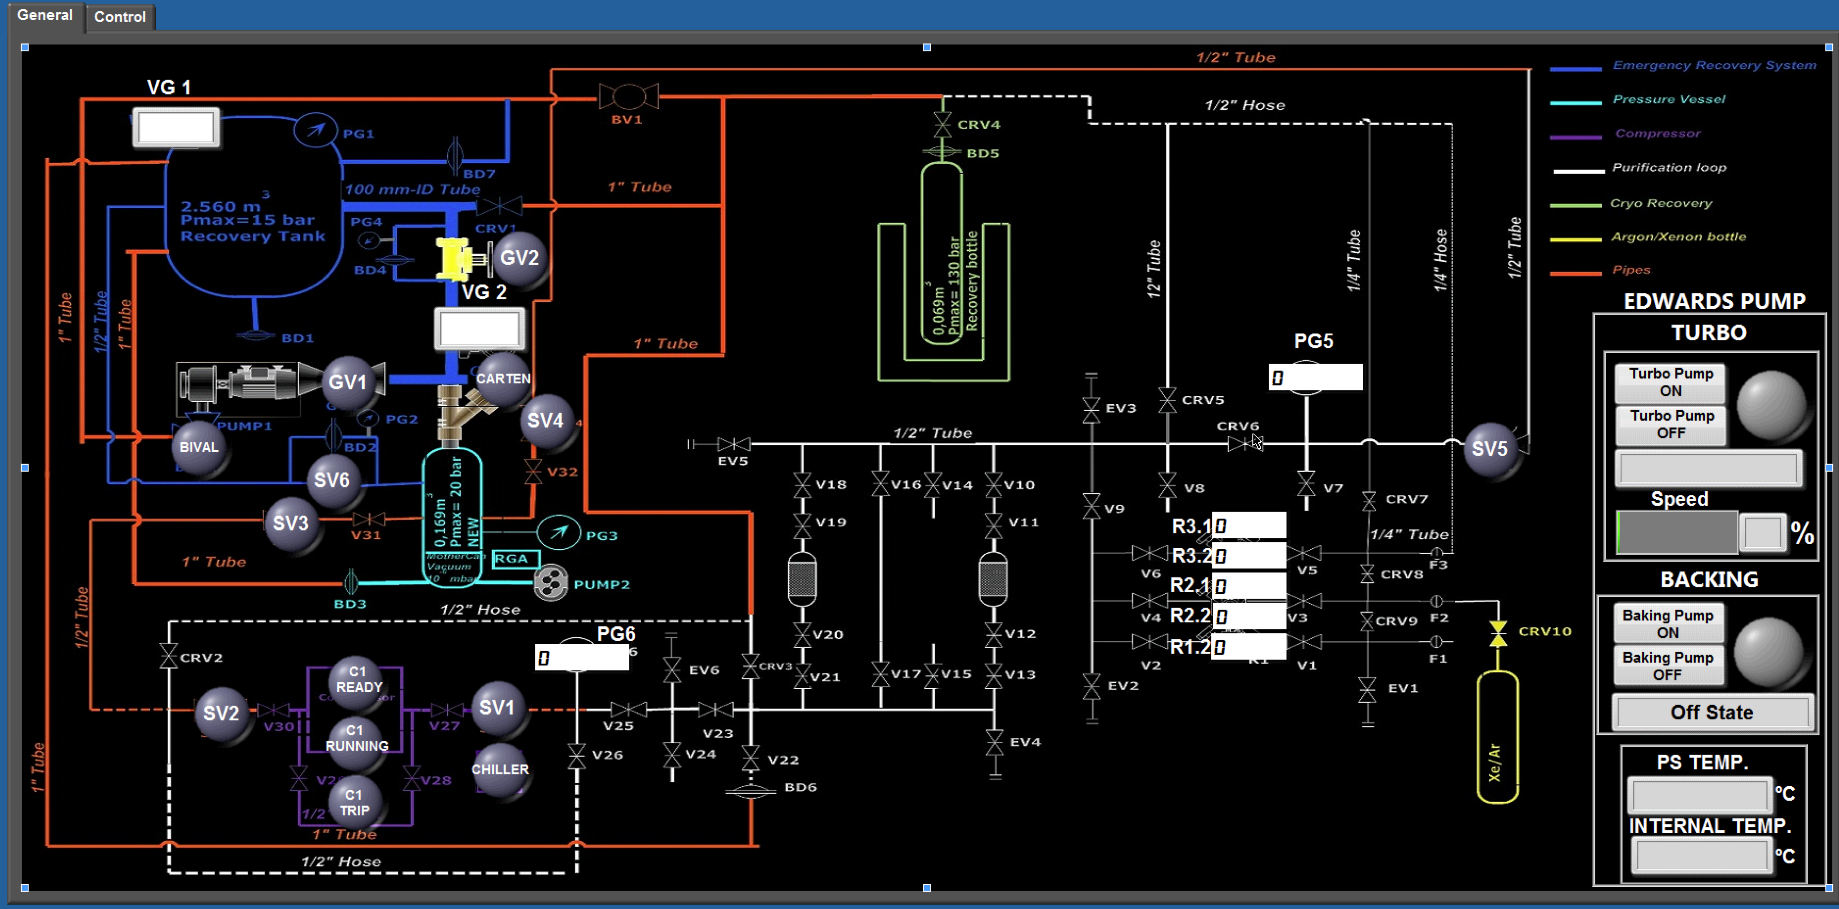 General
Control
1/2" Tube
Emergency Recovery System
VG 1
Pressure Vessel
1/2" Hose
BV1
CRV4
PG1
Compressor
BD5
Purification loop
BD7
100 mm-ID Tube
1" Tube
Cryo Recovery
2.560 m
3
Pmax=15 bar
Recovery Tank
PG4
CRV1
Argon/Xenon bottle
GV2
BD4
Pipes
12" Tube
1/4" Tube
1/4" Hose
1/2" Tube
VG 2
0,069m
3
Pmax= 130 bar
Recovery bottle
EDWARDS PUMP
1" Tube
1/2" Tube
1" Tube
BD1
TURBO
PG5
1" Tube
Turbo Pump
ON
0
GV1
CARTEN
CRV5
EV3
Turbo Pump
OFF
PG2
SV4
4
PUMP1
CRV6
1/2" Tube
BIVAL
BD2
EV5
SV5
V32
SV6
V18
V16
V14
V10
V8
V7
CRV7
Speed
%
0,169m
3
Pmax= 20 bar
NEW
V9
SV3
V19
V11
R3.1
0
V31
PG3
1/4" Tube
R3.2
0
MotherCan
Vacuum
mbar
RGA
1" Tube
V6
V5
F3
CRV8
BACKING
PUMP2
R2.1
0
BD3
1/2" Hose
V4
R2.2
0
V3
F2
CRV9
Baking Pump
ON
1/2" Tube
PG6
6
V20
V12
CRV10
R1.2
0
R1
V2
V1
F1
CRV2
0
Baking Pump
OFF
C1
READY
EV6
CRV3
V21
V17
V15
V13
EV2
EV1
SV2
SV1
Off State
V30
V27
V25
V23
C1
RUNNING
EV4
V26
V24
V22
PS TEMP.
Xe/Ar
CHILLER
V28
BD6
ºC
C1
TRIP
1/2
1" Tube
1" Tube
INTERNAL TEMP.
1/2" Hose
ºC